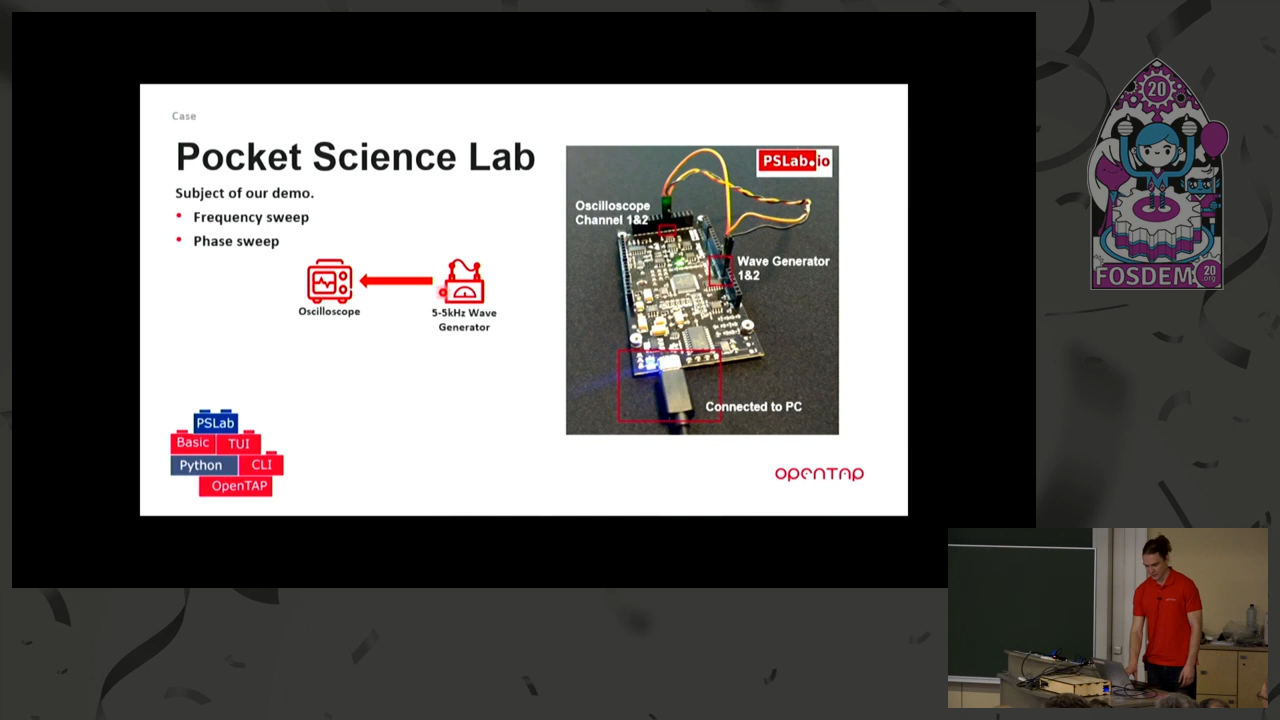 Case
Pocket Science Lab
Subject of our demo.
• Frequency sweep
• Phase sweep
Oscilloscope
5-5kHz Wave
Generator
PSLab.io
Oscilloscope
Channel 1&2
Wave Generator
1&2
Connected to PC
PSLab
Basic TUI
Python CLI
OpenTAP
OPENTAP
20
FOSDEM 20
.org